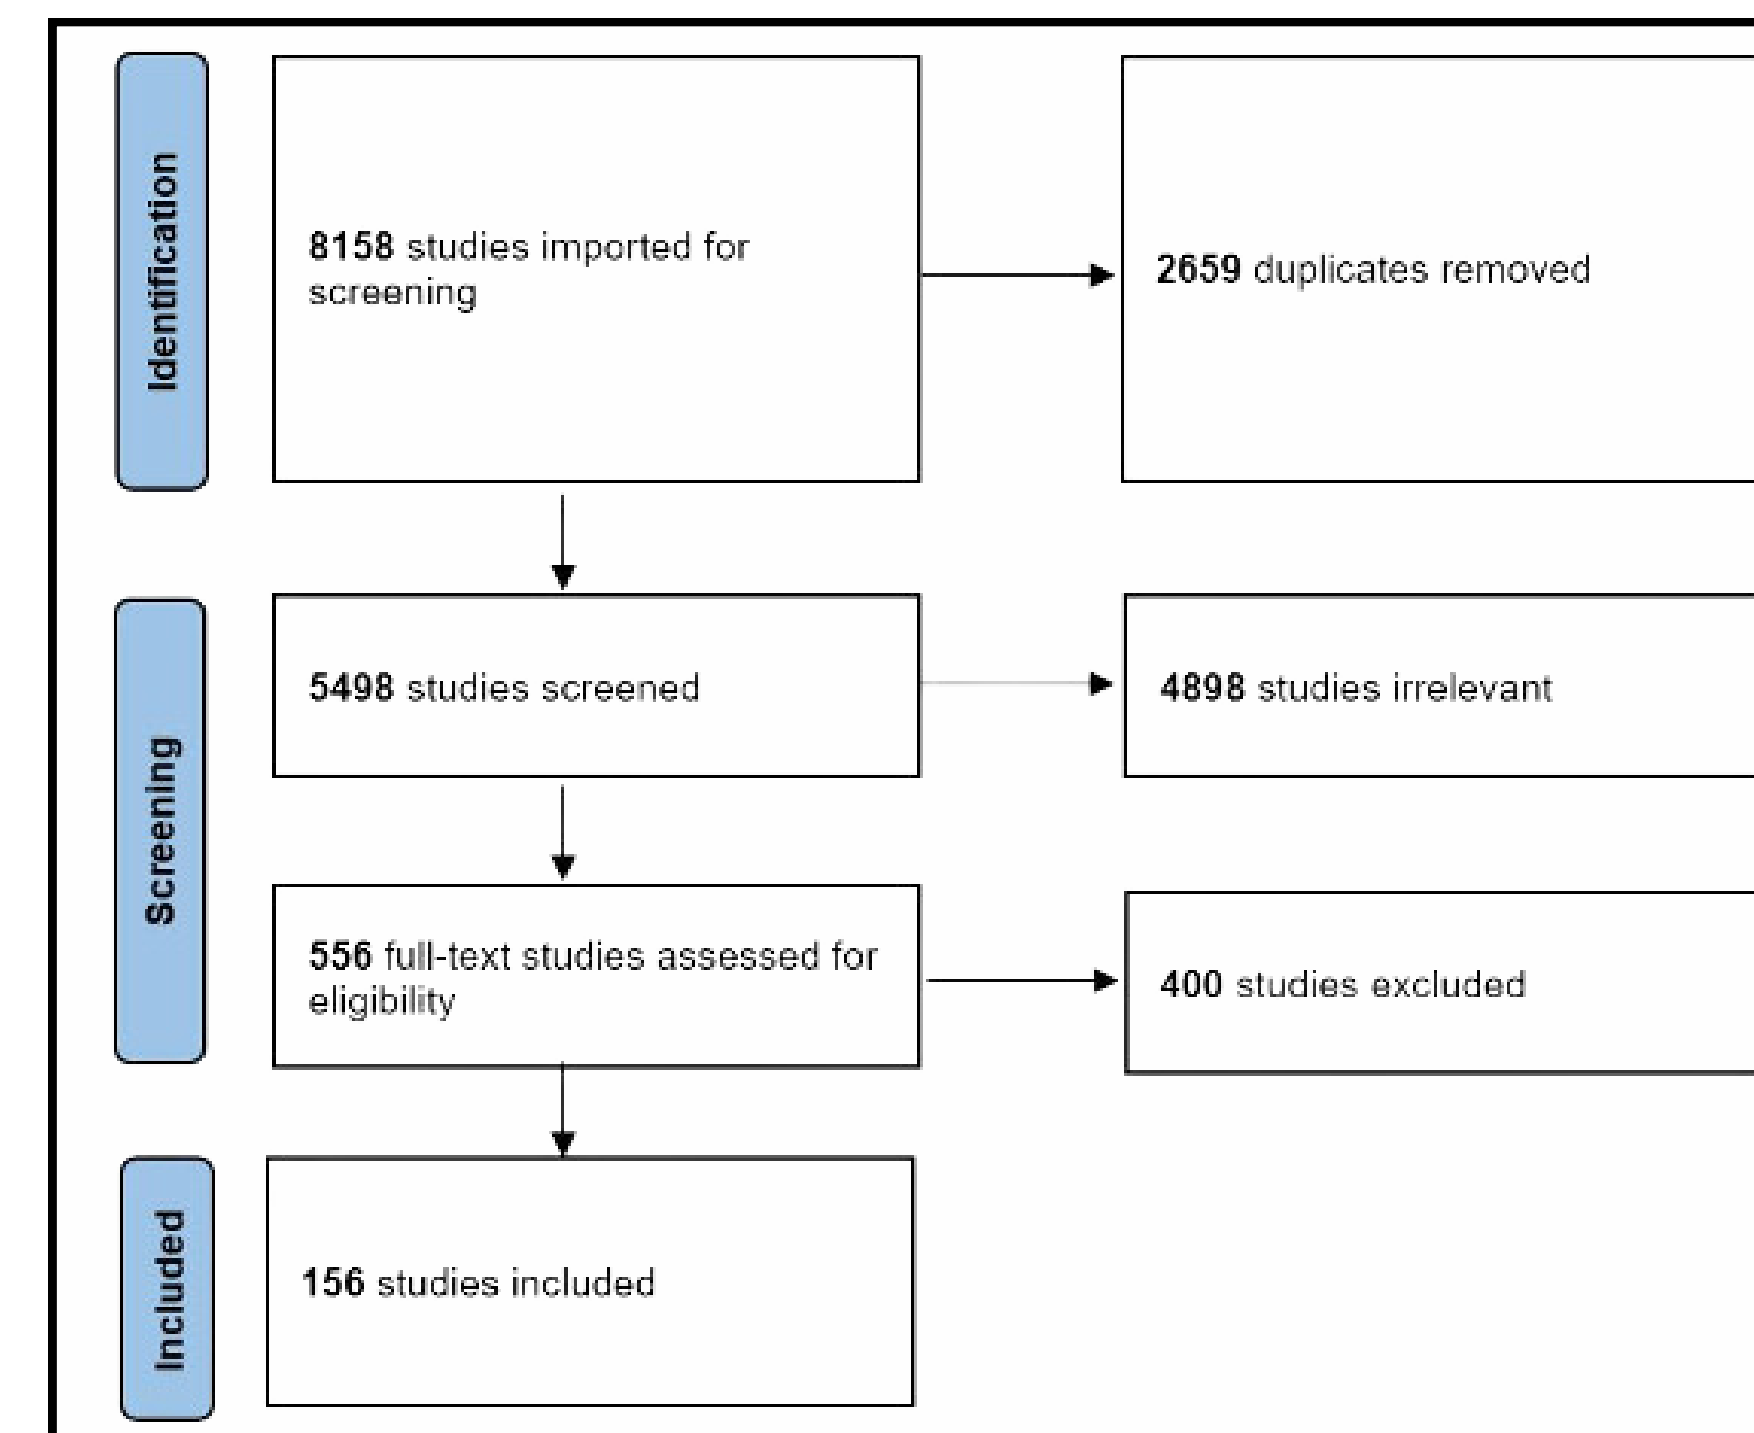 Identification
8158 studies imported for
screening
2659 duplicates removed
Screening
5498 studies screened
4898 studies irrelevant
556 full-text studies assessed for
eligibility
400 studies excluded
Included
156 studies included